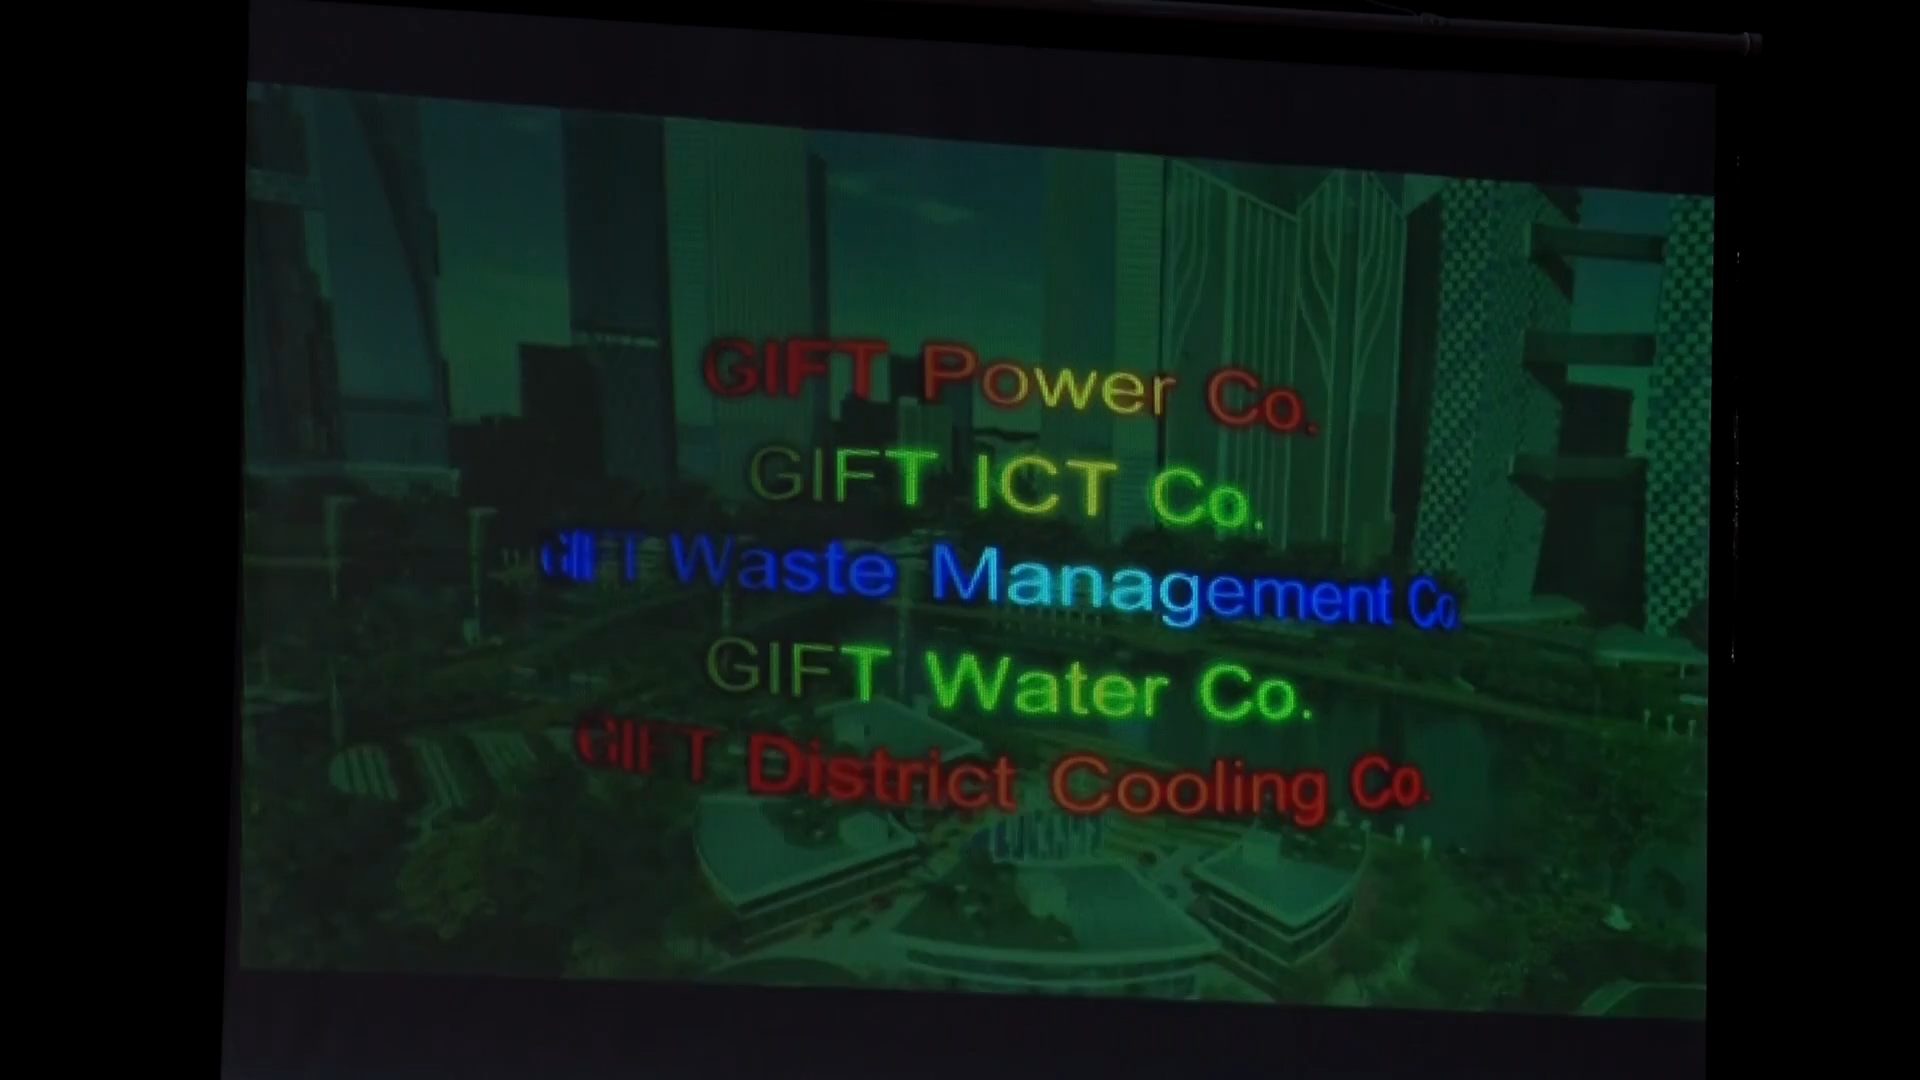 GIFT Power Co.
GIFT ICT Co.
GIFT Waste Management Co.
GIFT Water Co.
GIFT District Cooling Co.